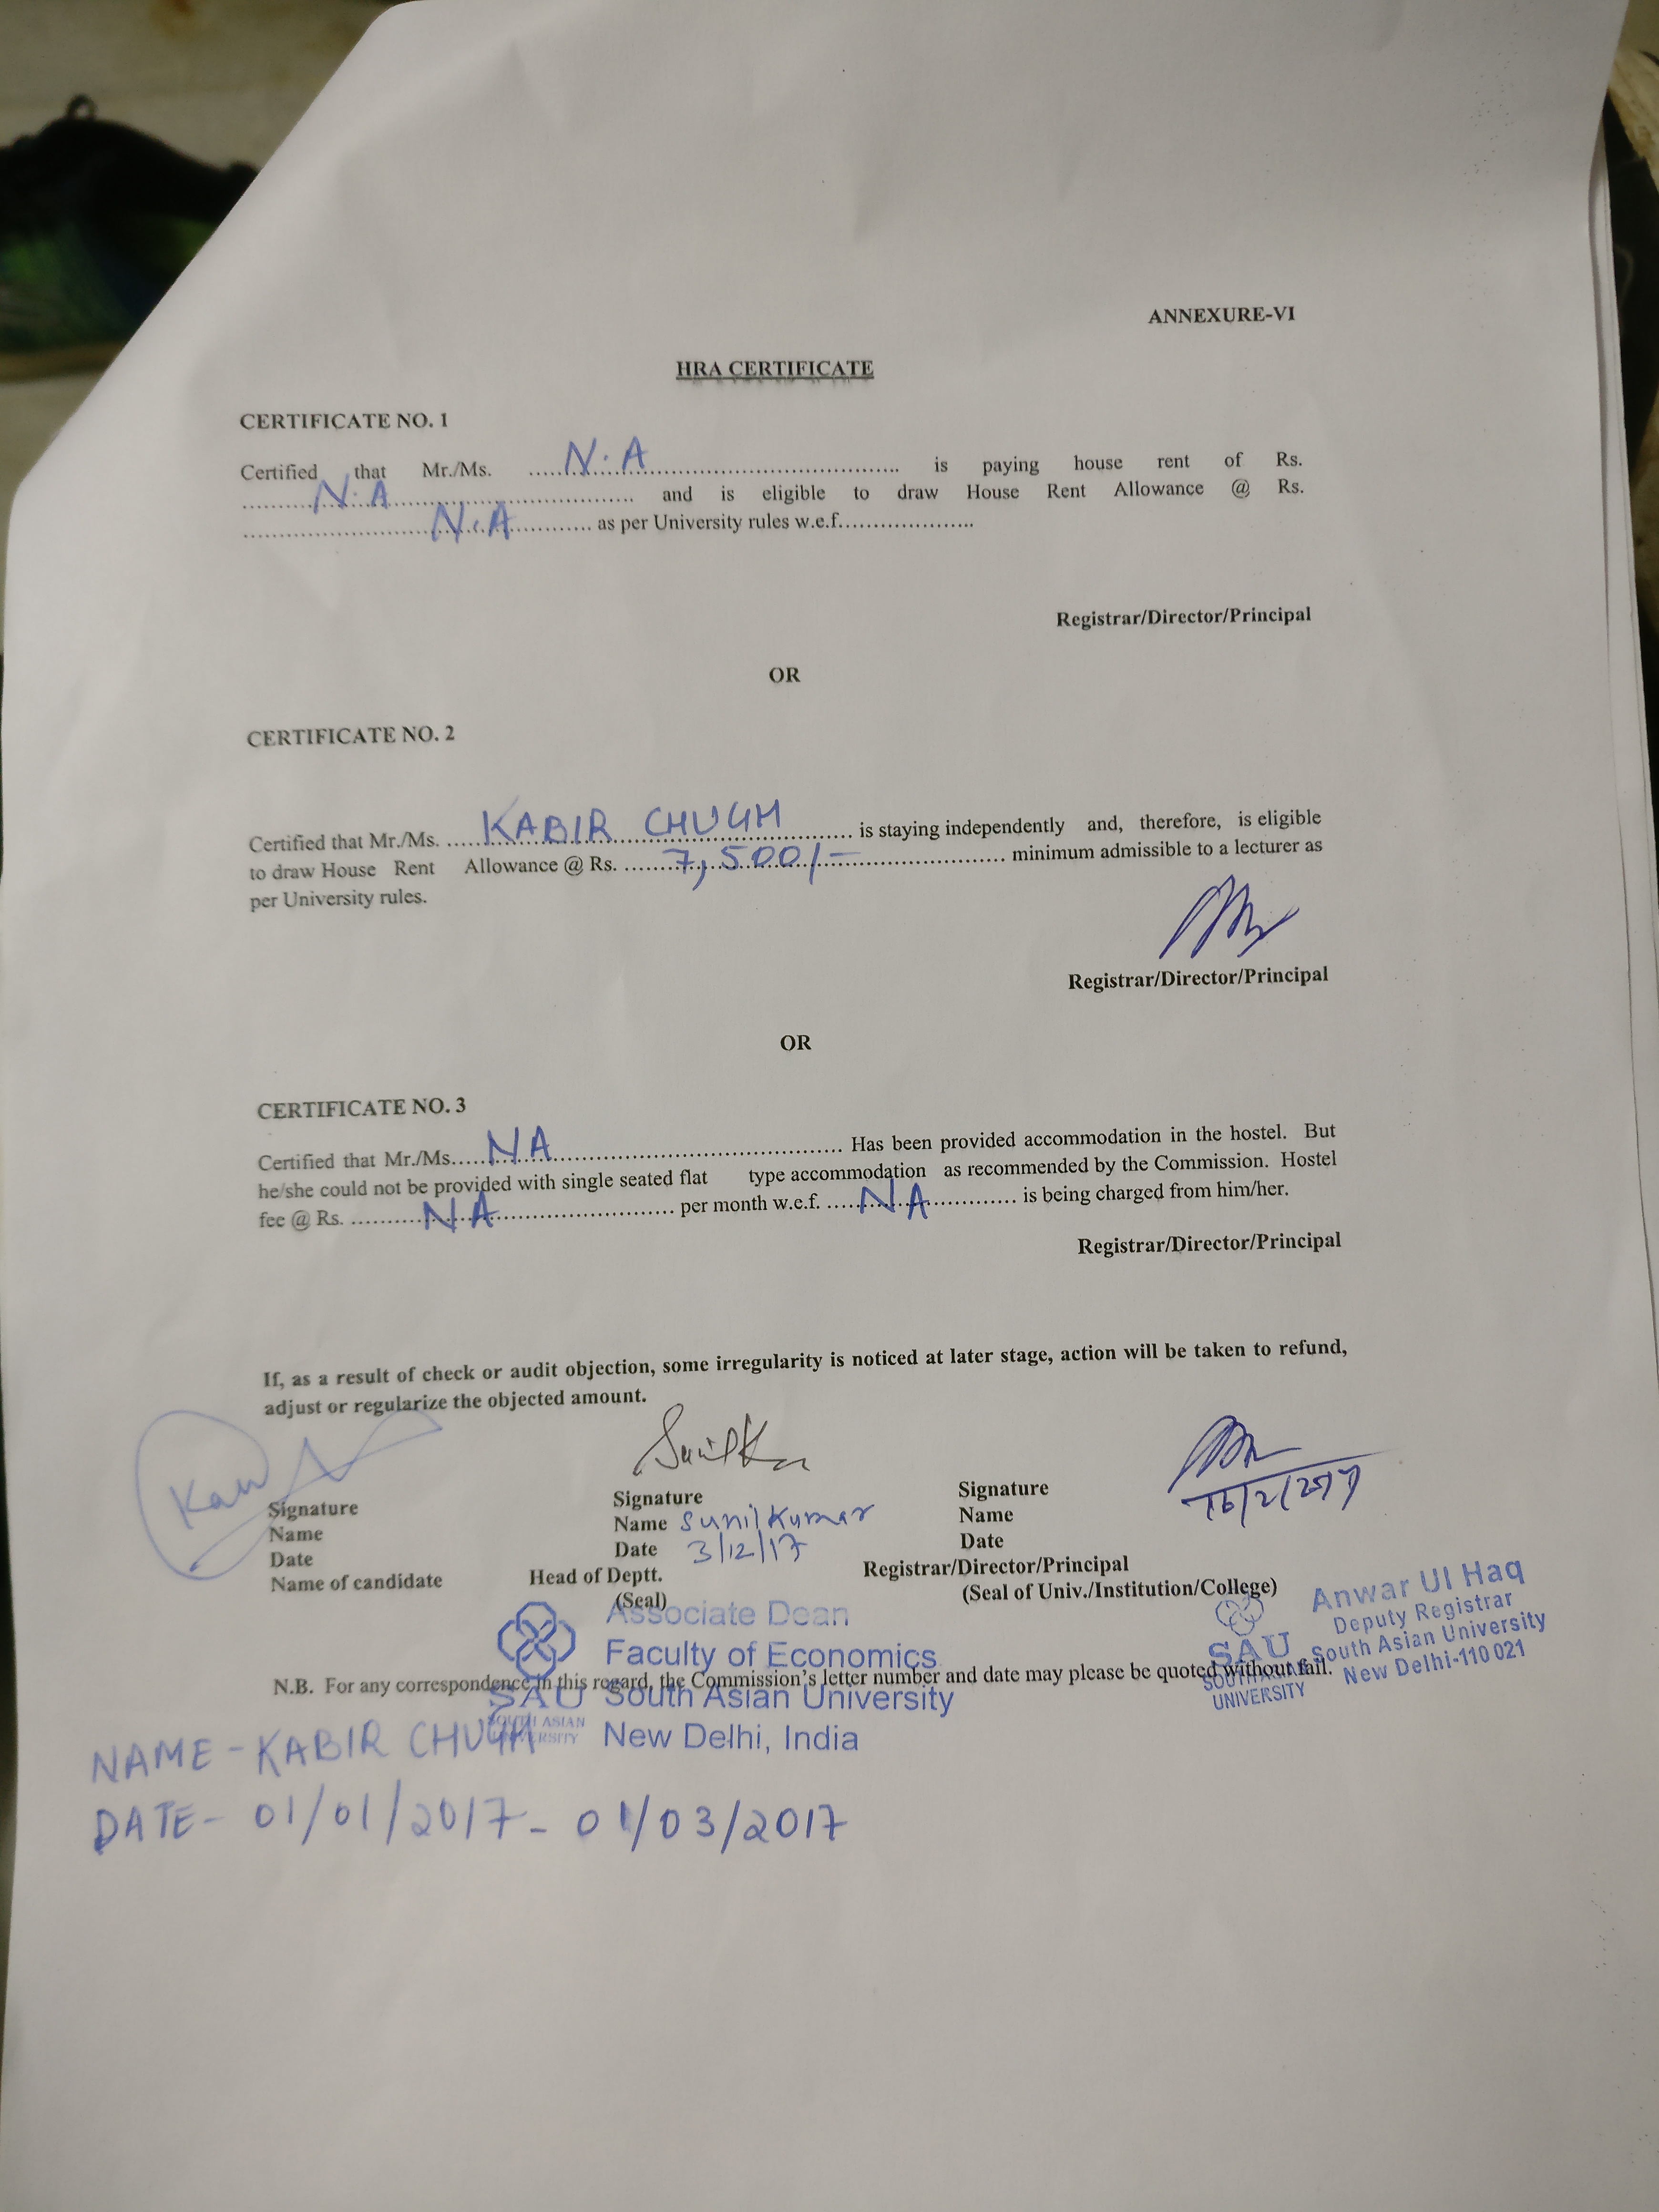 ANNEXURE-VI
HRA CERTIFICATE
CERTIFICATE NO. 1
Certified that Mr./Ms. .....N.A.......................................... is paying house rent of Rs.
..........N.A.................................. and is eligible to draw House Rent Allowance @ Rs.
.............................N.A............ as per University rules w.e.f.....................
Registrar/Director/Principal
OR
CERTIFICATE NO. 2
Certified that Mr./Ms. .....KABIR CHUGH............ is staying independently and, therefore, is eligible
to draw House Rent Allowance @ Rs. .......7,500/-....................... minimum admissible to a lecturer as
per University rules.
Registrar/Director/Principal
OR
CERTIFICATE NO. 3
Certified that Mr./Ms.....NA............................................ Has been provided accommodation in the hostel. But
he/she could not be provided with single seated flat type accommodation as recommended by the Commission. Hostel
fee @ Rs. ..........NA........................... per month w.e.f. ....NA............. is being charged from him/her.
Registrar/Director/Principal
If, as a result of check or audit objection, some irregularity is noticed at later stage, action will be taken to refund,
adjust or regularize the objected amount.
Signature
Name
Date
Name of candidate
Signature
Name Sunil Kumar
Date 3/12/17
Head of Deptt.
(Seal)
Signature
Name
Date
Registrar/Director/Principal
(Seal of Univ./Institution/College)
Associate Dean
Faculty of Economics
South Asian University
New Delhi, India
SAU
SOUTH ASIAN
UNIVERSITY
Anwar Ul Haq
Deputy Registrar
South Asian University
New Delhi-110 021
SAU
SOUTH ASIAN
UNIVERSITY
N.B. For any correspondence in this regard, the Commission's letter number and date may please be quoted without fail.
NAME - KABIR CHUGH
DATE - 01/01/2017 - 01/03/2017